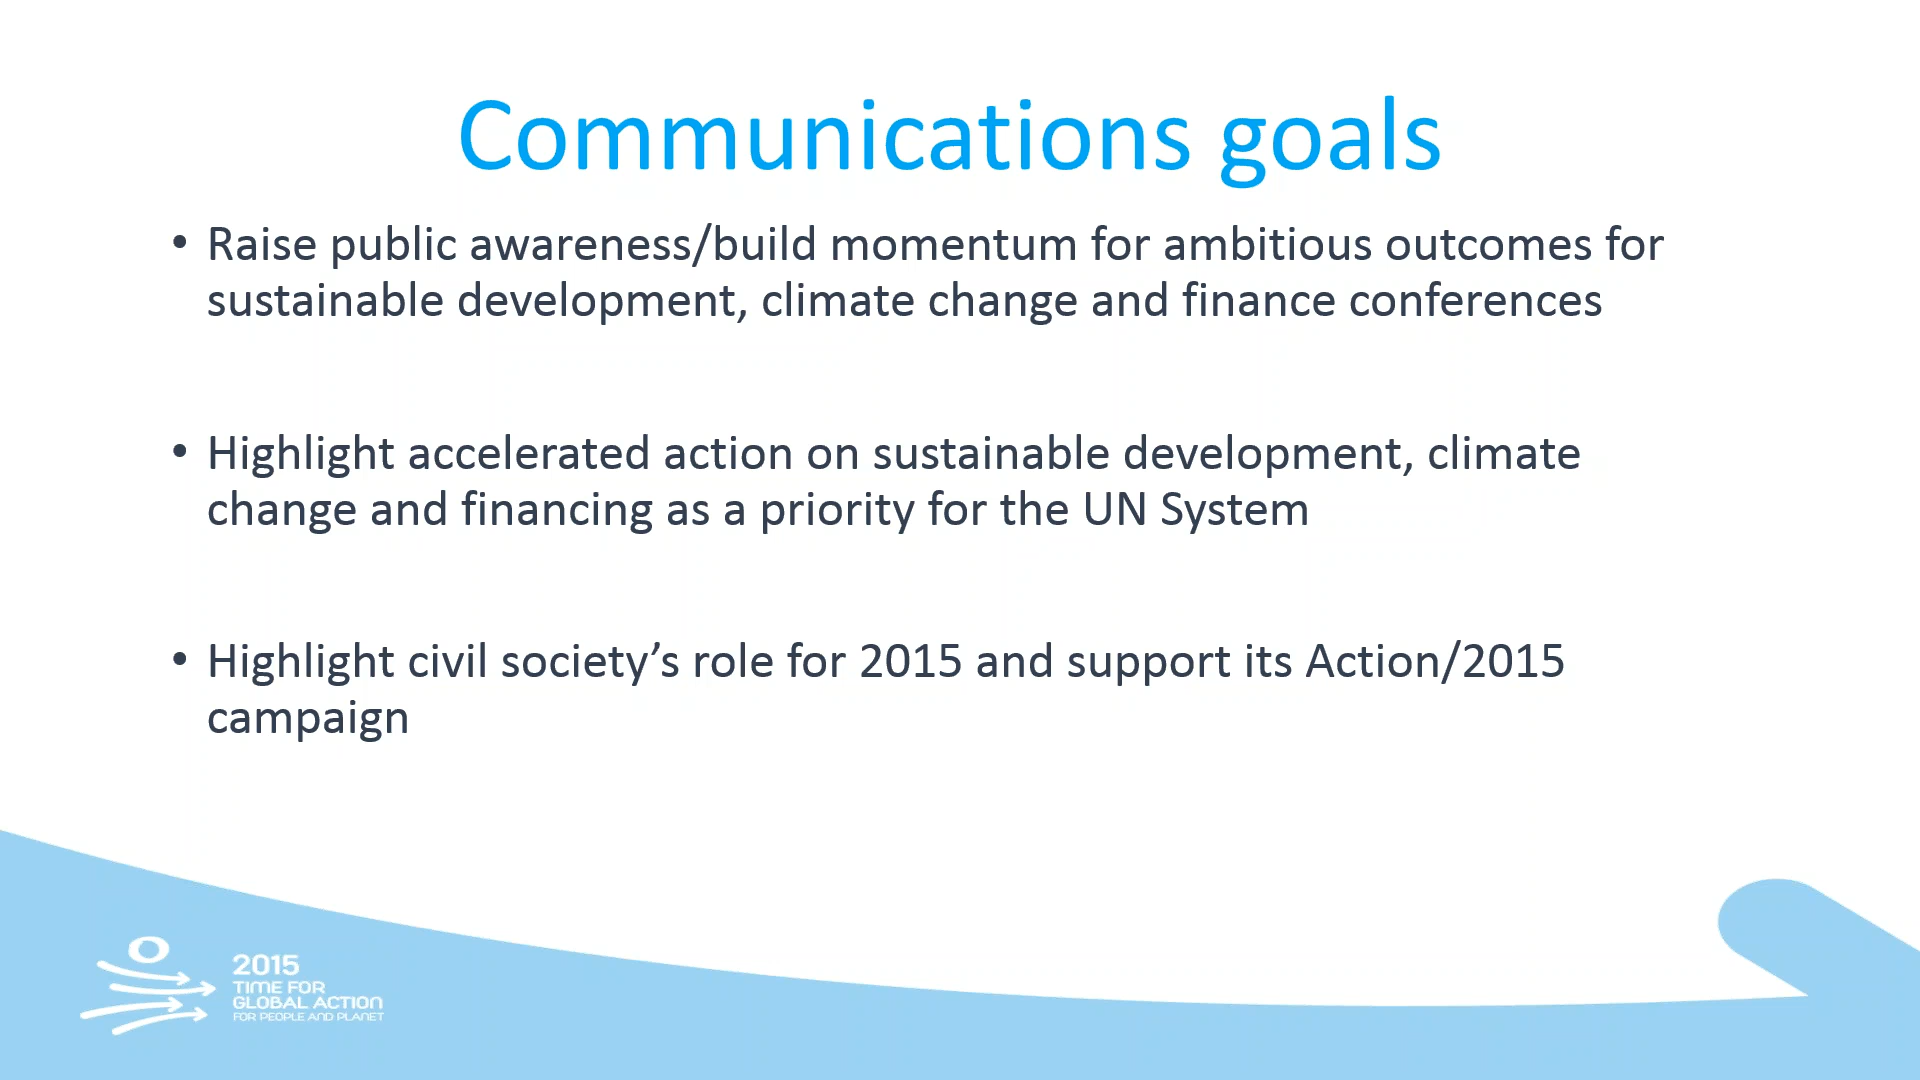 Communications goals
• Raise public awareness/build momentum for ambitious outcomes for
sustainable development, climate change and finance conferences
• Highlight accelerated action on sustainable development, climate
change and financing as a priority for the UN System
• Highlight civil society’s role for 2015 and support its Action/2015
campaign
2015
TIME FOR
GLOBAL ACTION
FOR PEOPLE AND PLANET